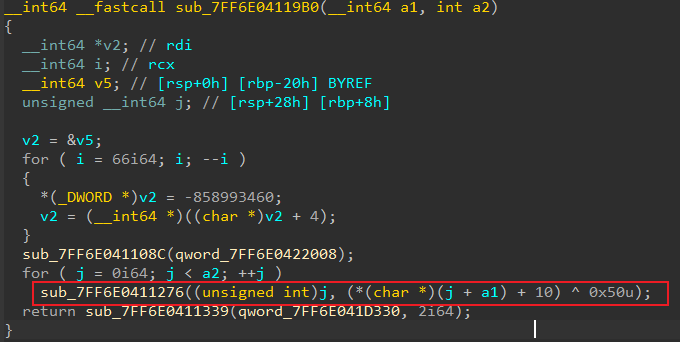 __int64 __fastcall sub_7FF6E04119B0(__int64 a1, int a2)
{
  __int64 *v2; // rdi
  __int64 i; // rcx
  __int64 v5; // [rsp+0h] [rbp-20h] BYREF
  unsigned __int64 j; // [rsp+28h] [rbp+8h]

  v2 = &v5;
  for ( i = 66i64; i; --i )
  {
    *(_DWORD *)v2 = -858993460;
    v2 = (__int64 *)((char *)v2 + 4);
  }
  sub_7FF6E041108C(qword_7FF6E0422008);
  for ( j = 0i64; j < a2; ++j )
    sub_7FF6E0411276((unsigned int)j, (*(char *)(j + a1) + 10) ^ 0x50u);
  return sub_7FF6E0411339(qword_7FF6E041D330, 2i64);
}